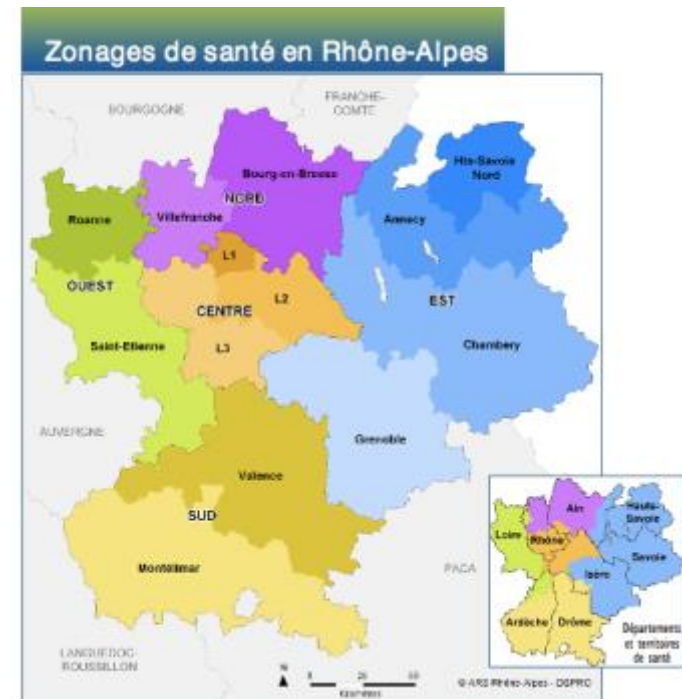 Zonages de santé en Rhône-Alpes
BOURGOGNE
FRANCHE-
COMTE
Bourg-en-Bresse
Hte-Savoie
Nord
Roanne
Villefranche
NORD
Annecy
L1
OUEST
CENTRE
L2
EST
Saint-Etienne
L3
Chambery
AUVERGNE
Grenoble
Valence
SUD
Montélimar
PACA
LANGUEDOC-
ROUSSILLON
N
0
Ain
Haute-
Savoie
Loire
Rhône
Savoie
Isère
Ardèche
Drôme
Départements
et territoires
de santé
© ARS Rhône-Alpes - DSPRO